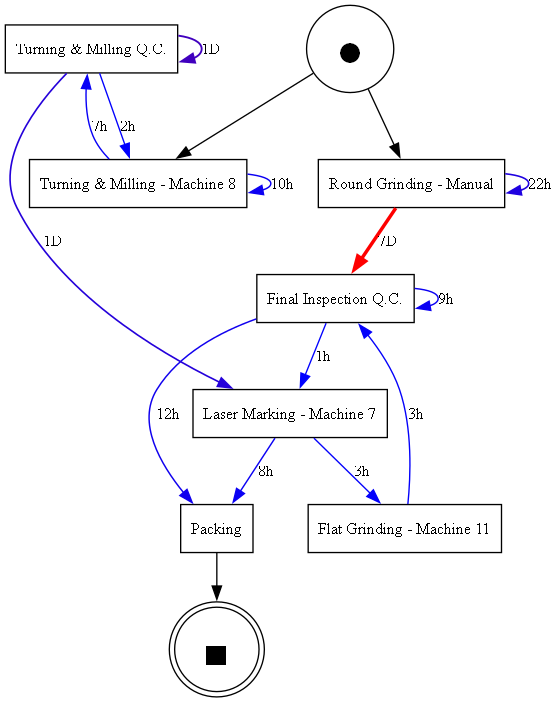 Turning & Milling Q.C.
1D
7h
2h
Turning & Milling - Machine 8
10h
Round Grinding - Manual
22h
1D
7D
Final Inspection Q.C.
9h
1h
12h
Laser Marking - Machine 7
3h
8h
3h
Packing
Flat Grinding - Machine 11